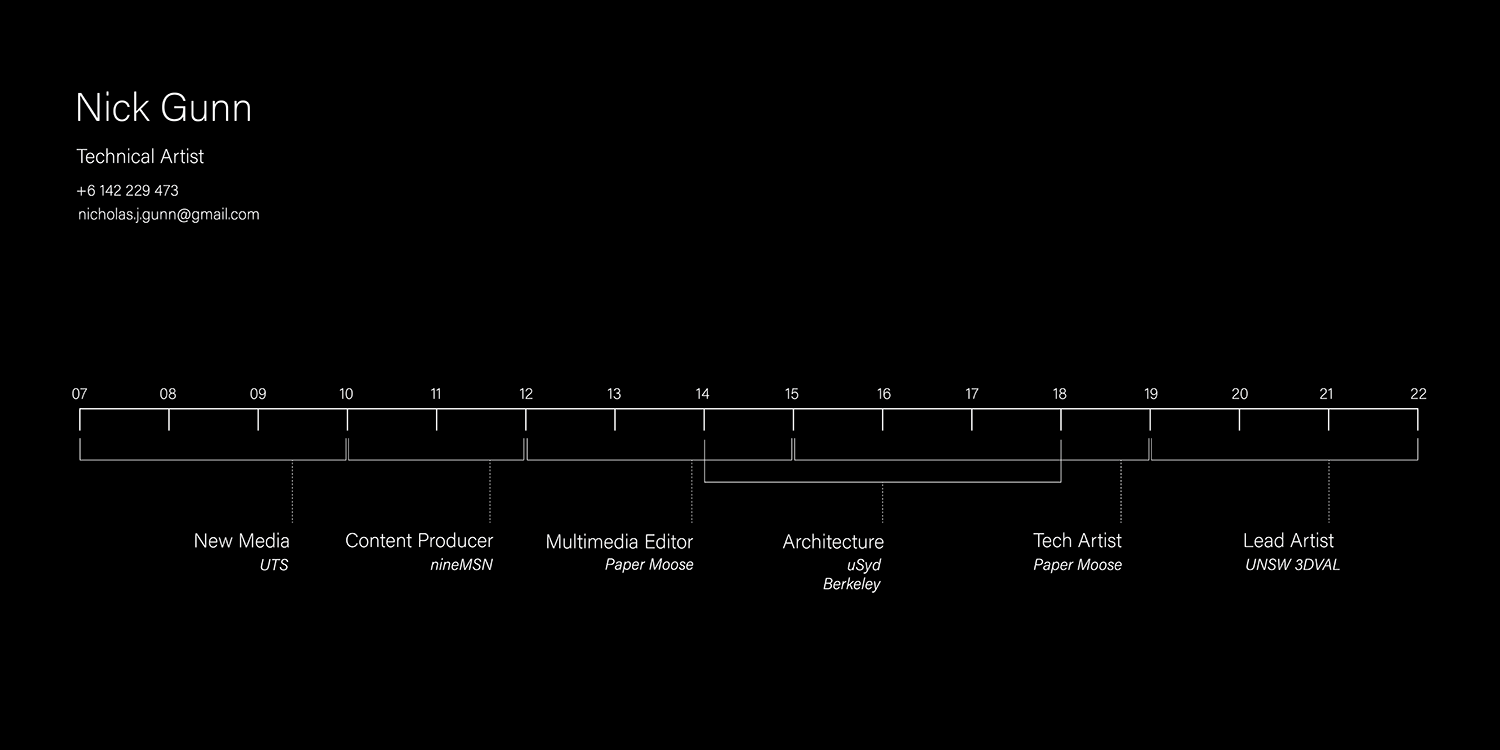 Nick Gunn
Technical Artist
+6 142 229 473
nicholas.j.gunn@gmail.com
07 08 09 10 11 12 13 14 15 16 17 18 19 20 21 22
New Media
UTS
Content Producer
nineMSN
Multimedia Editor
Paper Moose
Architecture
uSyd
Berkeley
Tech Artist
Paper Moose
Lead Artist
UNSW 3DVAL